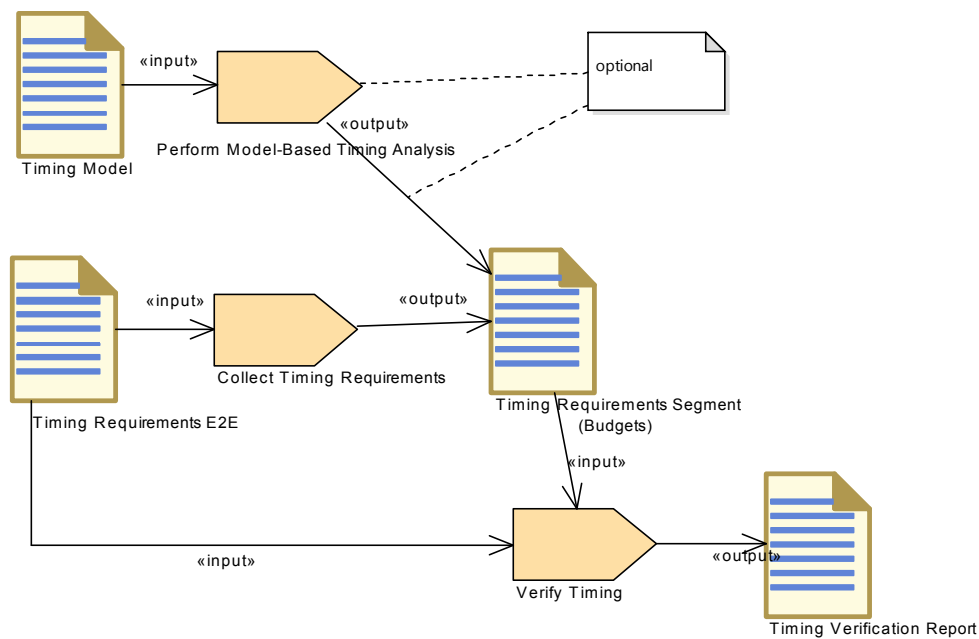 «input»
optional
«output»
Perform Model-Based Timing Analysis
Timing Model
«input»
«output»
Collect Timing Requirements
Timing Requirements E2E
Timing Requirements Segment
(Budgets)
«input»
«input»
«output»
Verify Timing
Timing Verification Report